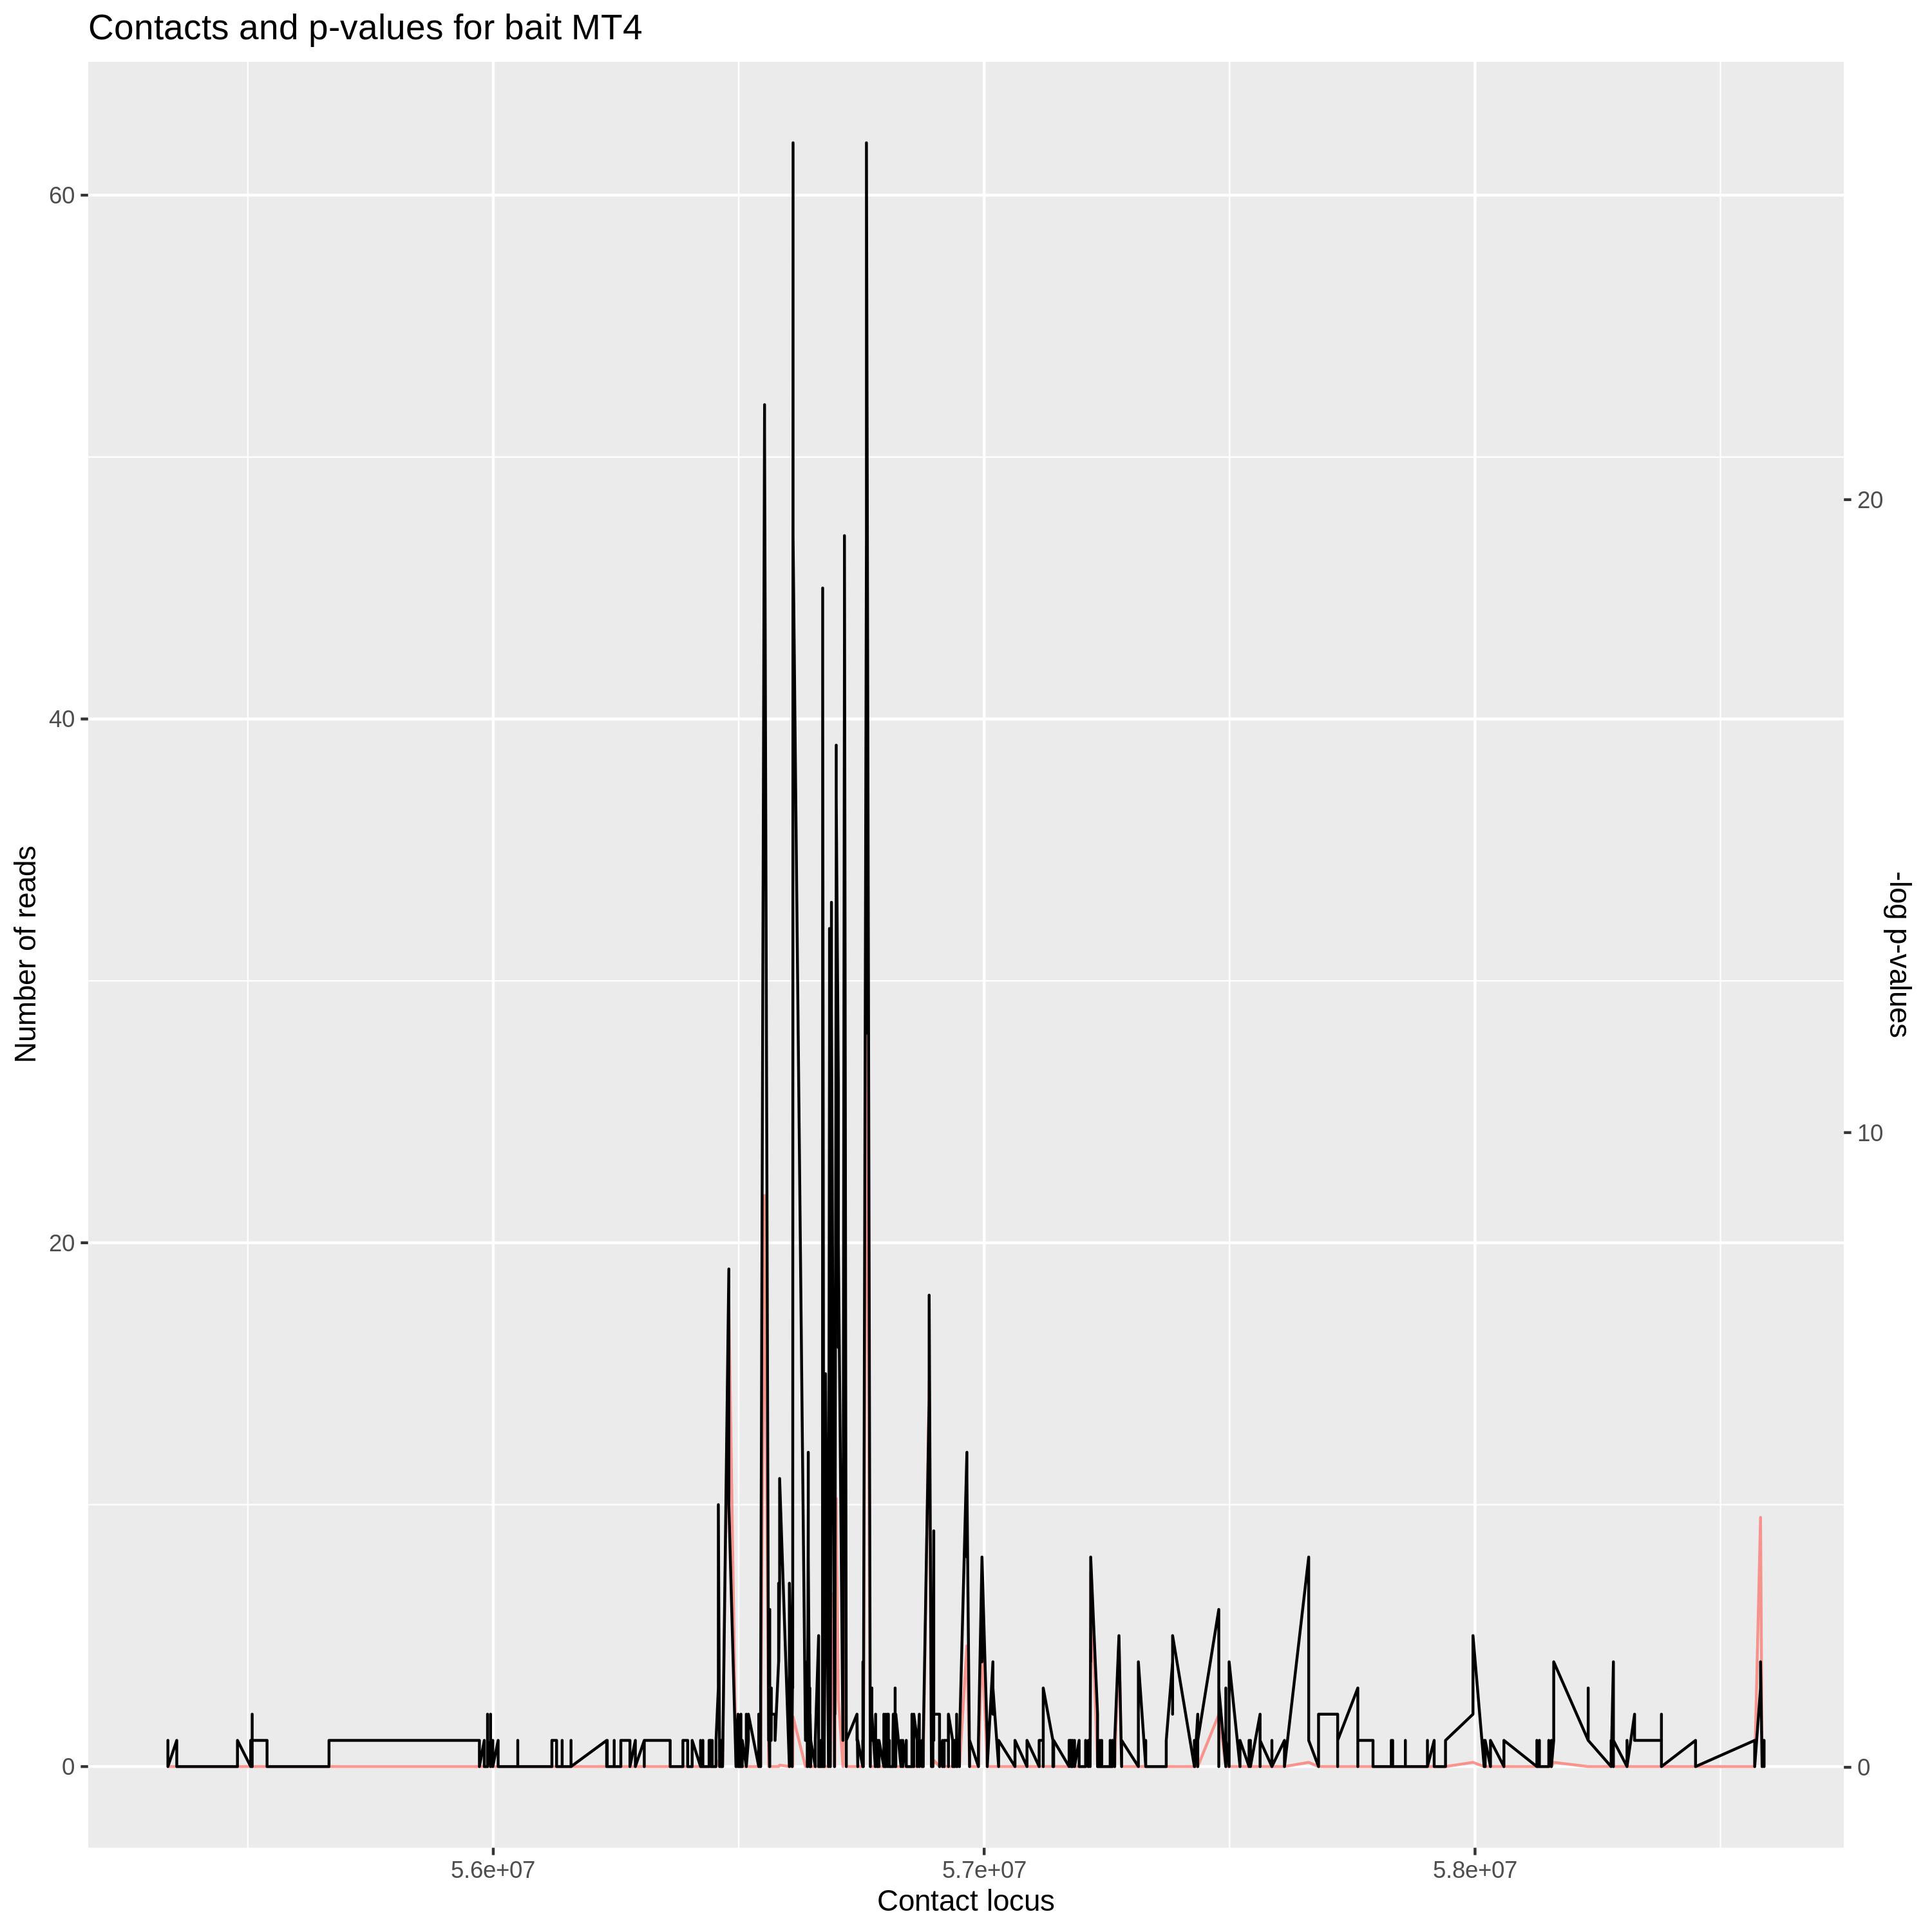 Contacts and p-values for bait MT4
60
40
20
0
Number of reads
20
10
0
-log p-values
5.6e+07
5.7e+07
5.8e+07
Contact locus